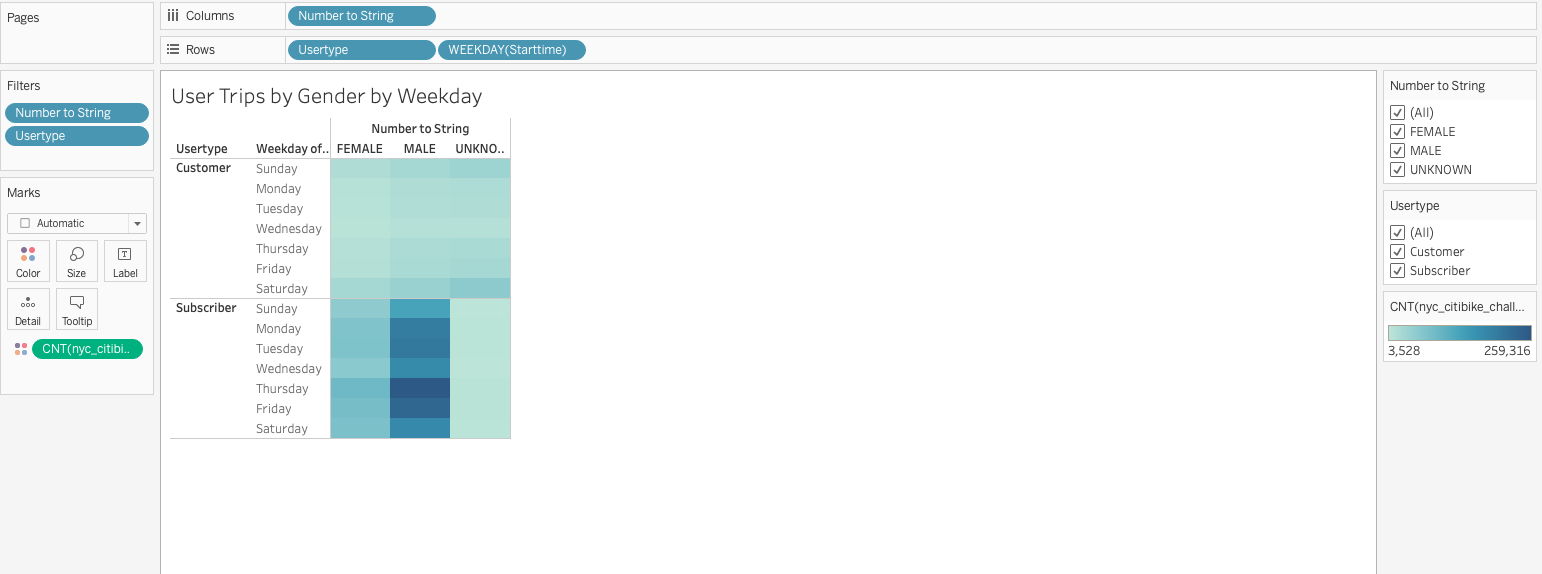 Pages
Columns Number to String
Rows Usertype WEEKDAY(Starttime)
Filters
Number to String
Usertype
Marks
Automatic
Color Size Label
Detail Tooltip
CNT(nyc_citibi..
User Trips by Gender by Weekday
Number to String
Usertype Weekday of.. FEMALE MALE UNKNO..
Customer Sunday
Monday
Tuesday
Wednesday
Thursday
Friday
Saturday
Subscriber Sunday
Monday
Tuesday
Wednesday
Thursday
Friday
Saturday
Number to String
(All)
FEMALE
MALE
UNKNOWN
Usertype
(All)
Customer
Subscriber
CNT(nyc_citibike_chall...
3,528 259,316